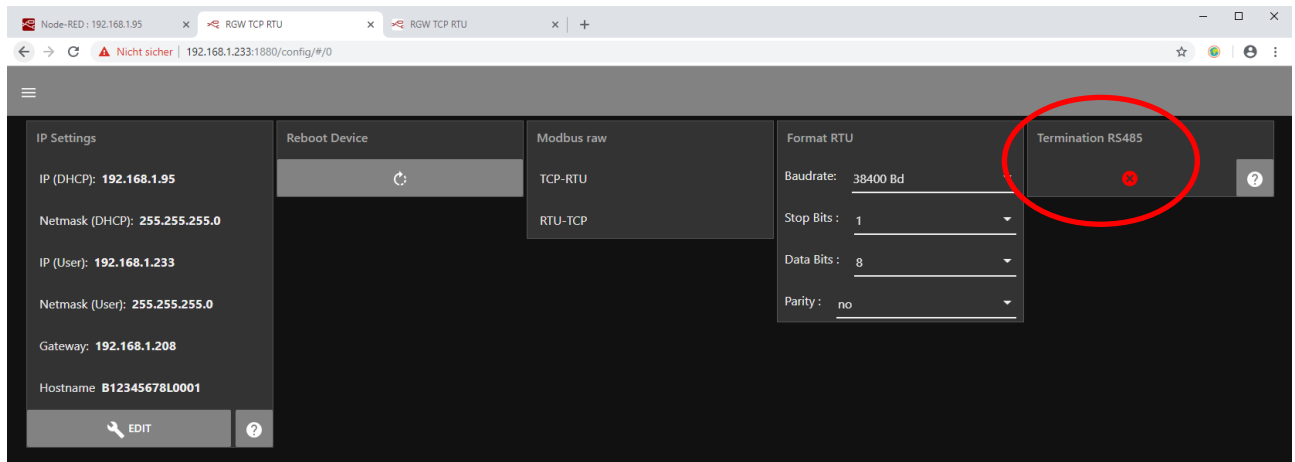 Node-RED : 192.168.1.95
RGW TCP RTU
RGW TCP RTU
Nicht sicher
192.168.1.233:1880/config/#/0
IP Settings
IP (DHCP): 192.168.1.95
Netmask (DHCP): 255.255.255.0
IP (User): 192.168.1.233
Netmask (User): 255.255.255.0
Gateway: 192.168.1.208
Hostname B12345678L0001
EDIT
Reboot Device
Modbus raw
TCP-RTU
RTU-TCP
Format RTU
Baudrate: 38400 Bd
Stop Bits : 1
Data Bits : 8
Parity : no
Termination RS485